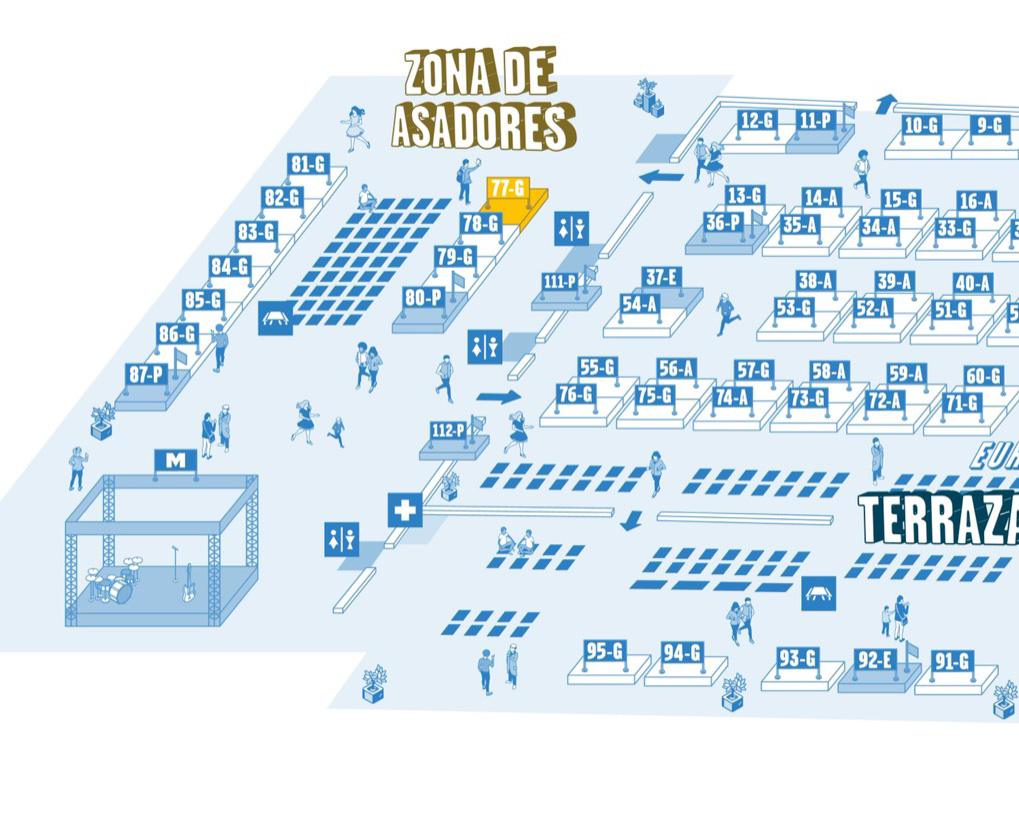 ZONA DE
ASADORES
12-G 11-P 10-G 9-G
81-G
82-G
83-G
84-G
85-G
86-G
87-P
77-G
78-G
79-G
80-P
13-G 14-A 15-G 16-A
36-P 35-A 34-A 33-G
111-P
37-E 38-A 39-A 40-A
54-A 53-G 52-A 51-G
55-G 56-A 57-G 58-A 59-A 60-G
76-G 75-G 74-A 73-G 72-A 71-G
112-P
M
EUR
TERRAZA
95-G 94-G 93-G 92-E 91-G